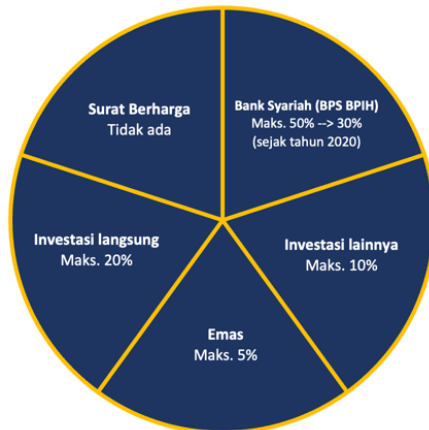 Surat Berharga
Tidak ada
Bank Syariah (BPS BPIH)
Maks. 50% --> 30%
(sejak tahun 2020)
Investasi langsung
Maks. 20%
Investasi lainnya
Maks. 10%
Emas
Maks. 5%